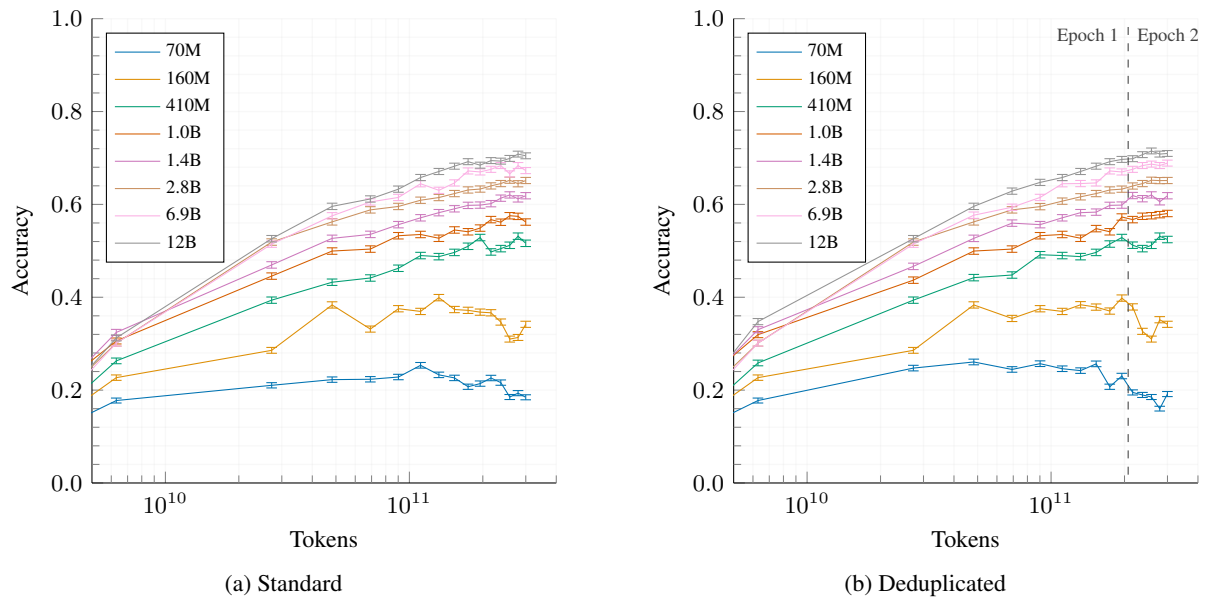 1.0
0.8
0.6
0.4
0.2
0.0
Accuracy
70M
160M
410M
1.0B
1.4B
2.8B
6.9B
12B
10^10
10^11
Tokens
(a) Standard
1.0
0.8
0.6
0.4
0.2
0.0
Accuracy
70M
160M
410M
1.0B
1.4B
2.8B
6.9B
12B
Epoch 1
Epoch 2
10^10
10^11
Tokens
(b) Deduplicated